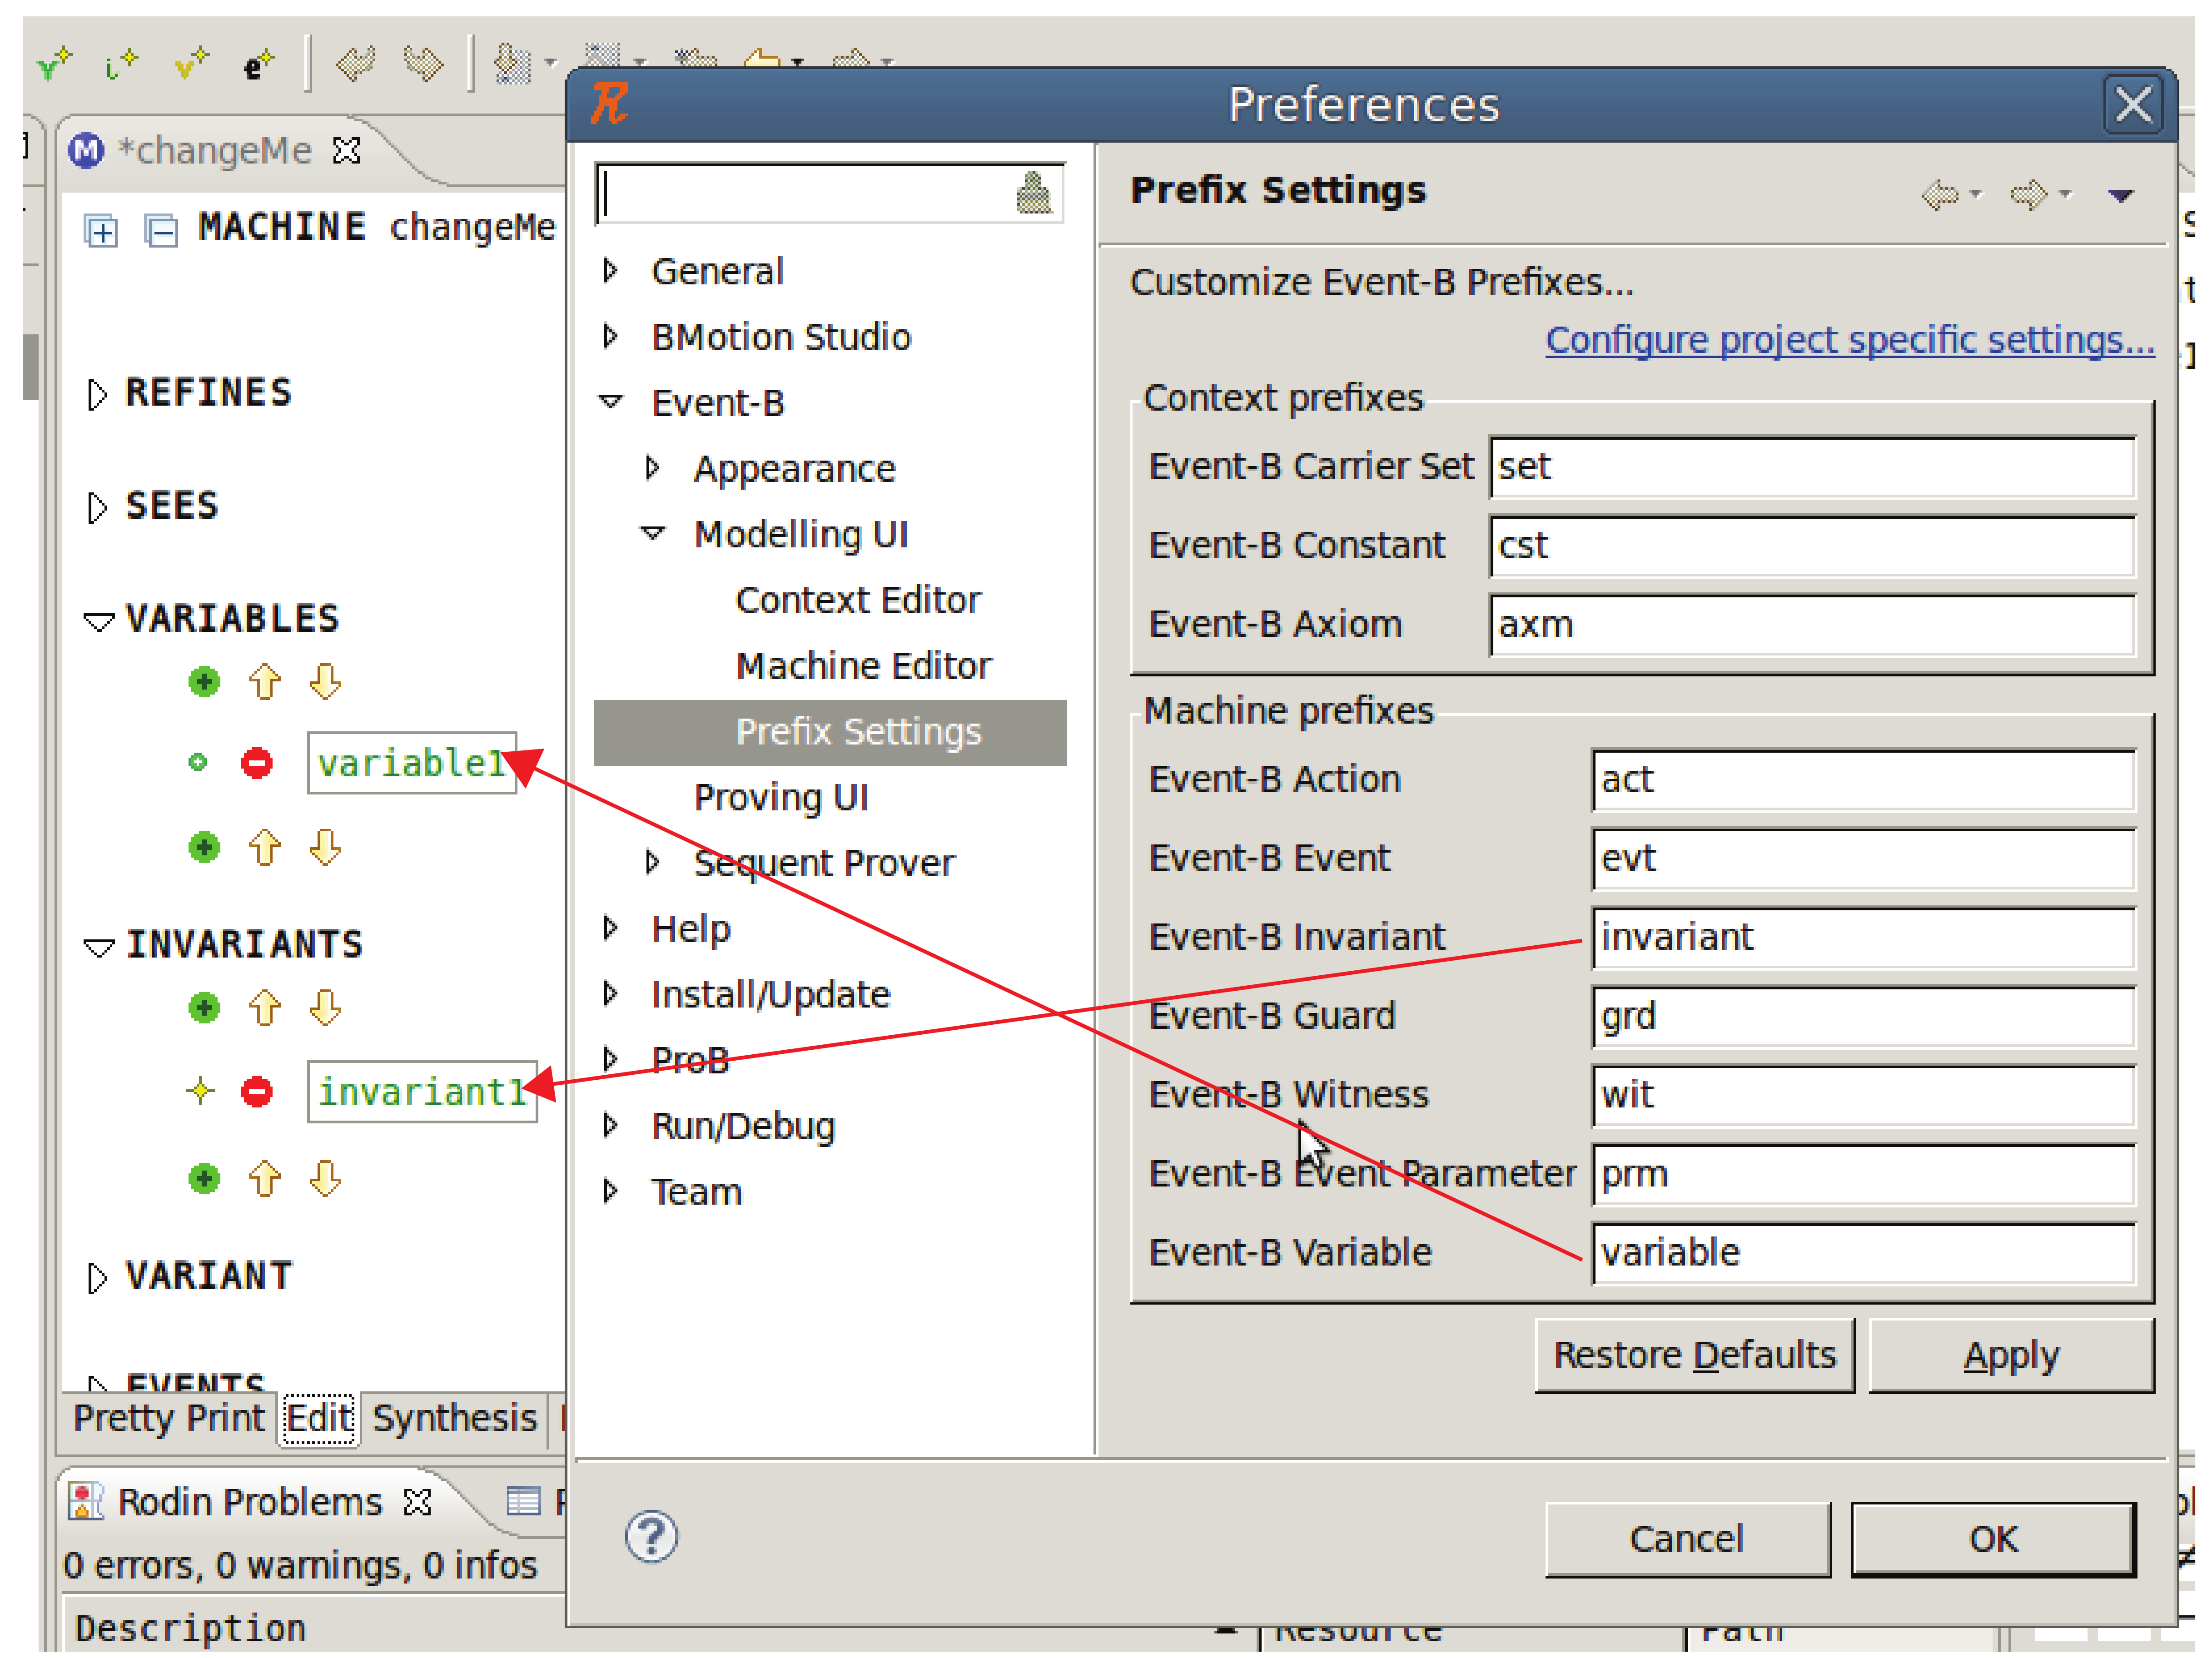 Preferences
*changeMe
MACHINE changeMe
REFINES
SEES
VARIABLES
variable1
INVARIANTS
invariant1
VARIANT
EVENTS
Pretty Print Edit Synthesis
Rodin Problems
0 errors, 0 warnings, 0 infos
Description
Resource
Path
General
BMotion Studio
Event-B
Appearance
Modelling UI
Context Editor
Machine Editor
Prefix Settings
Proving UI
Sequent Prover
Help
Install/Update
ProB
Run/Debug
Team
Prefix Settings
Customize Event-B Prefixes...
Configure project specific settings...
Context prefixes
Event-B Carrier Set set
Event-B Constant cst
Event-B Axiom axm
Machine prefixes
Event-B Action act
Event-B Event evt
Event-B Invariant invariant
Event-B Guard grd
Event-B Witness wit
Event-B Event Parameter prm
Event-B Variable variable
Restore Defaults Apply
Cancel OK